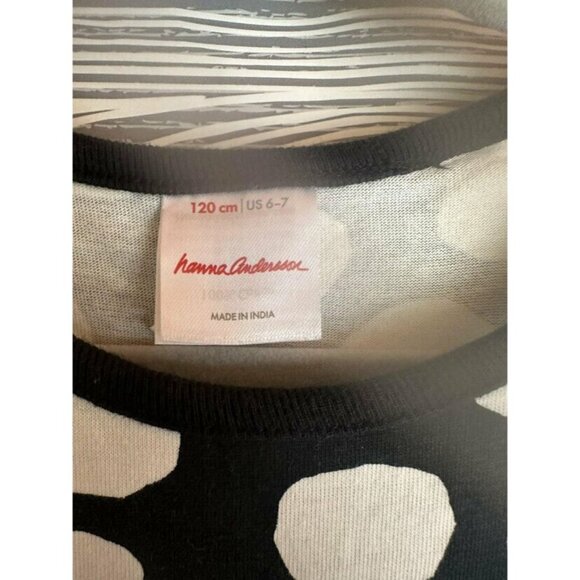 120 cm | US 6-7
hanna andersson
MADE IN INDIA